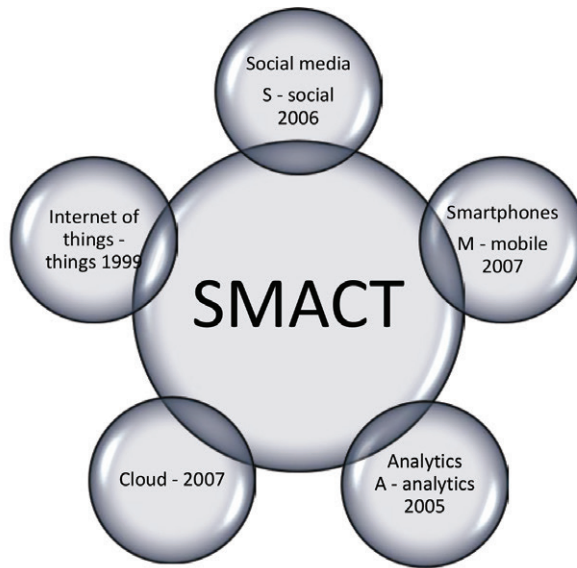 Social media
S - social
2006
Smartphones
M - mobile
2007
Analytics
A - analytics
2005
Cloud - 2007
Internet of
things -
things 1999
SMACT